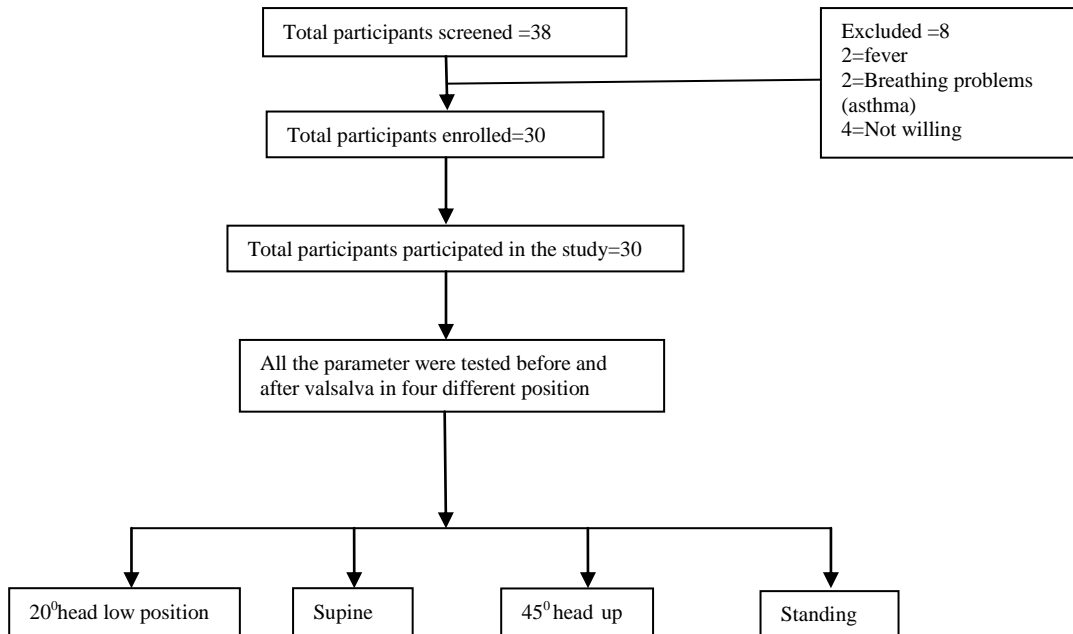 Total participants screened =38
Excluded =8
2=fever
2=Breathing problems
(asthma)
4=Not willing
Total participants enrolled=30
Total participants participated in the study=30
All the parameter were tested before and
after valsalva in four different position
20⁰head low position
Supine
45⁰ head up
Standing